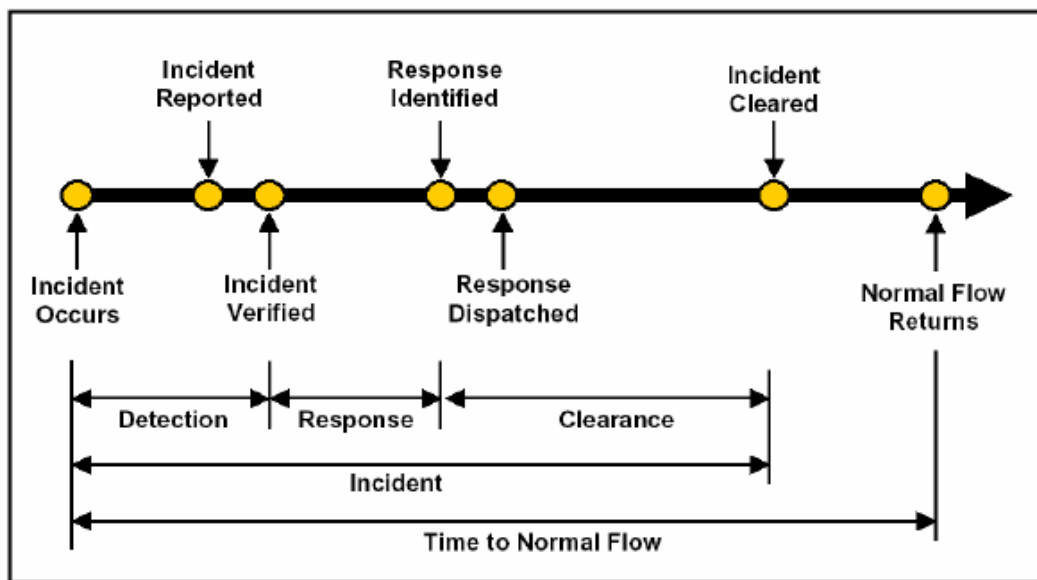 Incident
Reported
Response
Identified
Incident
Cleared
Incident
Occurs
Incident
Verified
Response
Dispatched
Normal Flow
Returns
Detection
Response
Clearance
Incident
Time to Normal Flow